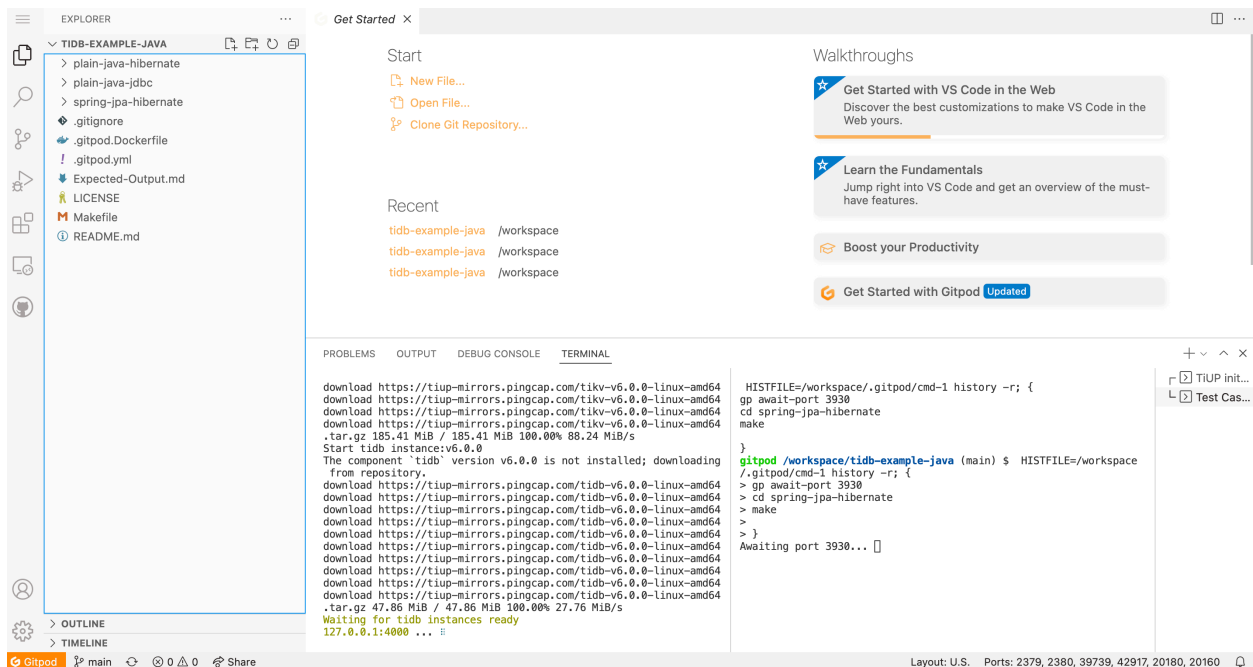 EXPLORER
TIDB-EXAMPLE-JAVA
plain-java-hibernate
plain-java-jdbc
spring-jpa-hibernate
.gitignore
.gitpod.Dockerfile
.gitpod.yml
Expected-Output.md
LICENSE
Makefile
README.md
OUTLINE
TIMELINE
Get Started
Start
New File...
Open File...
Clone Git Repository...
Recent
tidb-example-java /workspace
tidb-example-java /workspace
tidb-example-java /workspace
Walkthroughs
Get Started with VS Code in the Web
Discover the best customizations to make VS Code in the
Web yours.
Learn the Fundamentals
Jump right into VS Code and get an overview of the must-
have features.
Boost your Productivity
Get Started with Gitpod Updated
PROBLEMS OUTPUT DEBUG CONSOLE TERMINAL
download https://tiup-mirrors.pingcap.com/tikv-v6.0.0-linux-amd64
download https://tiup-mirrors.pingcap.com/tikv-v6.0.0-linux-amd64
download https://tiup-mirrors.pingcap.com/tikv-v6.0.0-linux-amd64
download https://tiup-mirrors.pingcap.com/tikv-v6.0.0-linux-amd64
.tar.gz 185.41 MiB / 185.41 MiB 100.00% 88.24 MiB/s
Start tidb instance:v6.0.0
The component `tidb` version v6.0.0 is not installed; downloading
from repository.
download https://tiup-mirrors.pingcap.com/tidb-v6.0.0-linux-amd64
download https://tiup-mirrors.pingcap.com/tidb-v6.0.0-linux-amd64
download https://tiup-mirrors.pingcap.com/tidb-v6.0.0-linux-amd64
download https://tiup-mirrors.pingcap.com/tidb-v6.0.0-linux-amd64
download https://tiup-mirrors.pingcap.com/tidb-v6.0.0-linux-amd64
download https://tiup-mirrors.pingcap.com/tidb-v6.0.0-linux-amd64
download https://tiup-mirrors.pingcap.com/tidb-v6.0.0-linux-amd64
download https://tiup-mirrors.pingcap.com/tidb-v6.0.0-linux-amd64
download https://tiup-mirrors.pingcap.com/tidb-v6.0.0-linux-amd64
download https://tiup-mirrors.pingcap.com/tidb-v6.0.0-linux-amd64
.tar.gz 47.86 MiB / 47.86 MiB 100.00% 27.76 MiB/s
Waiting for tidb instances ready
127.0.0.1:4000 ...
HISTFILE=/workspace/.gitpod/cmd-1 history -r; {
gp await-port 3930
cd spring-jpa-hibernate
make
}
gitpod /workspace/tidb-example-java (main) $ HISTFILE=/workspace
/.gitpod/cmd-1 history -r; {
> gp await-port 3930
> cd spring-jpa-hibernate
> make
>
> }
Awaiting port 3930...
TiUP init...
Test Cas...
Gitpod main 0 0 Share
Layout: U.S. Ports: 2379, 2380, 39739, 42917, 20180, 20160